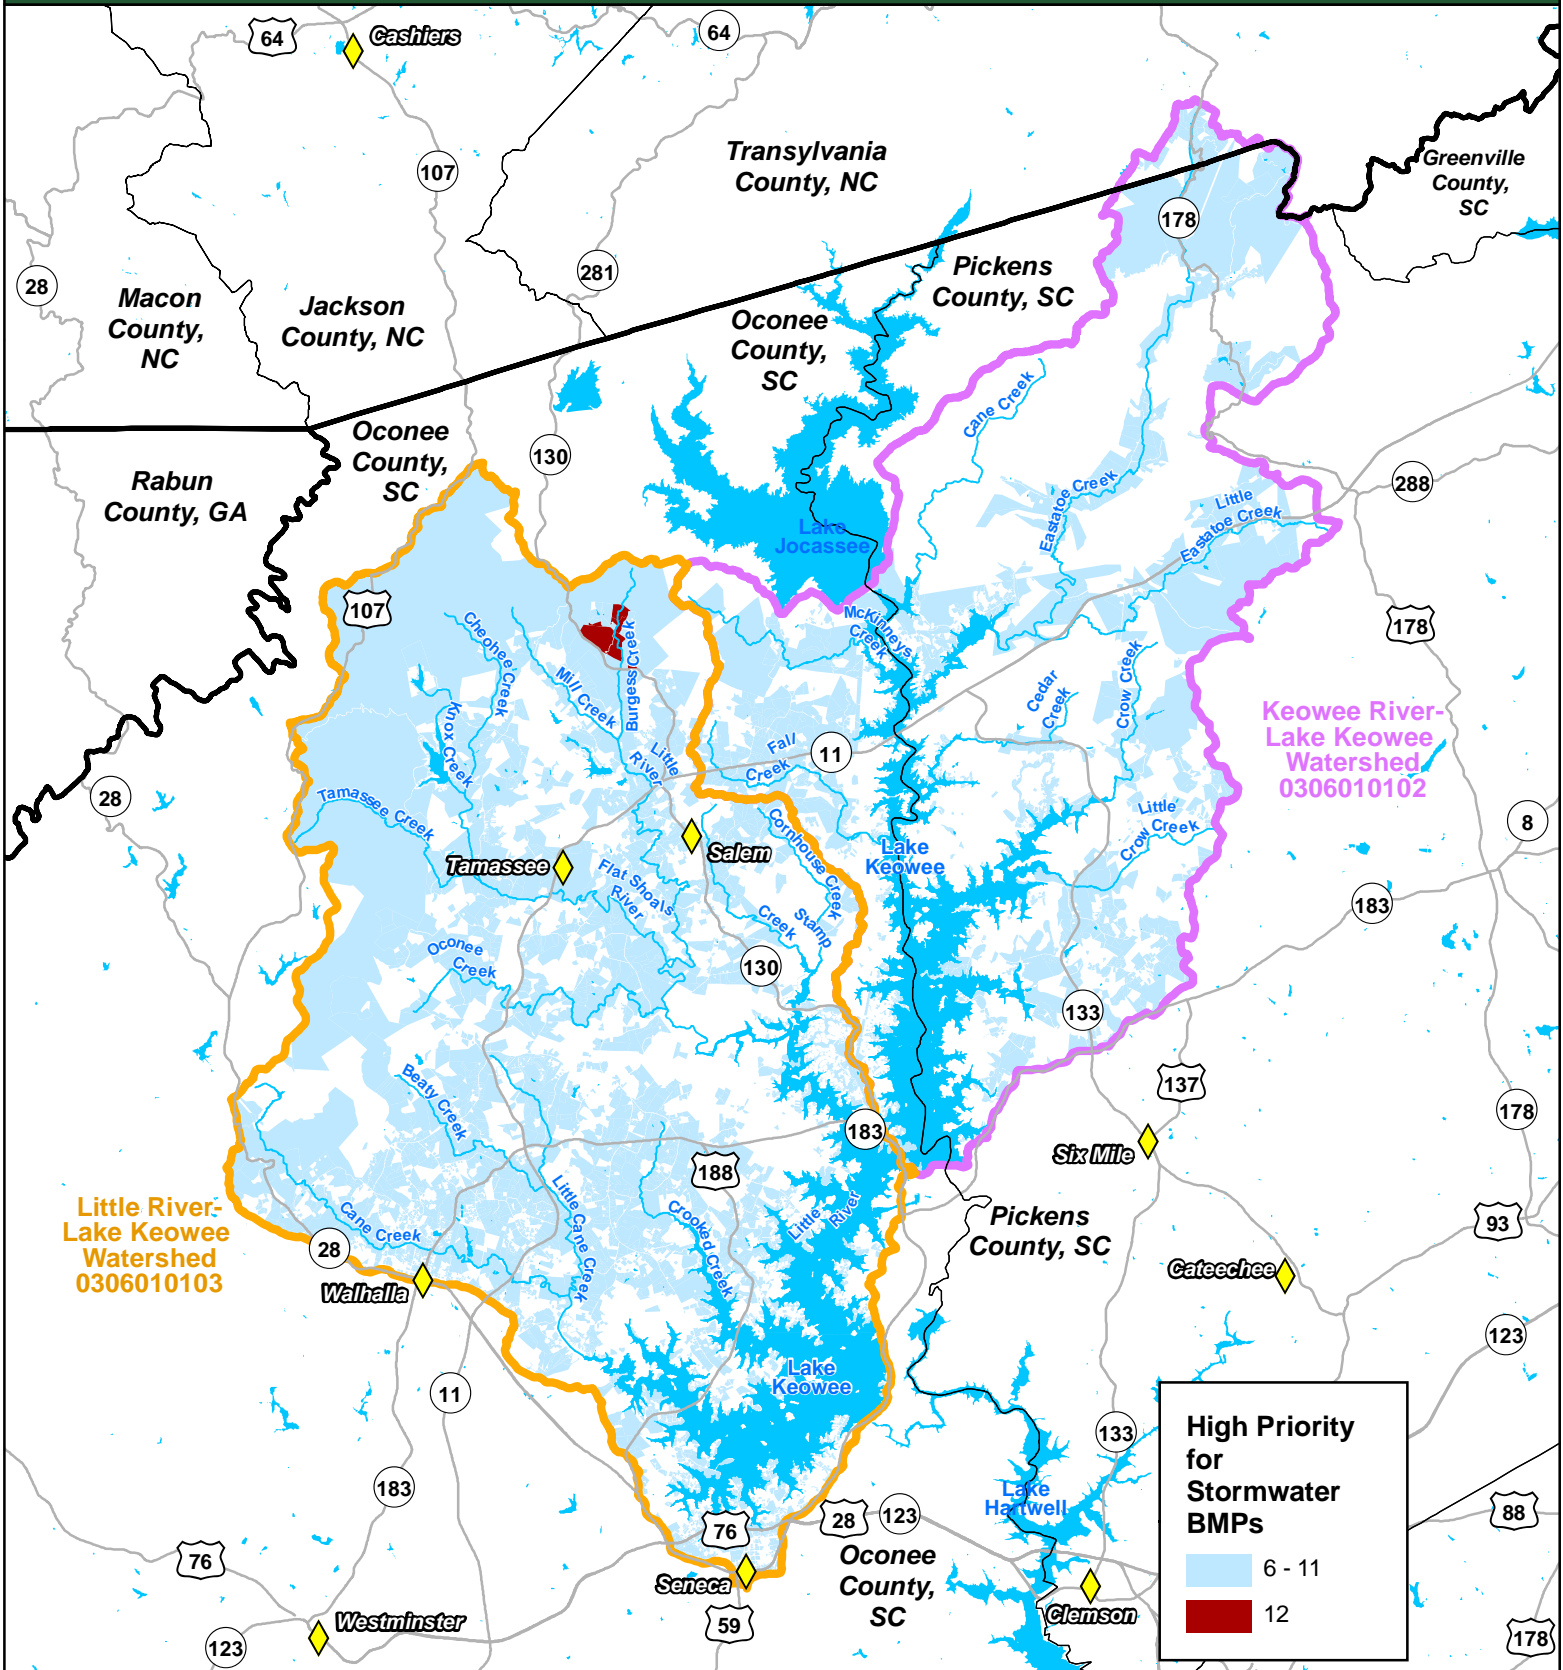 64
Cashiers
64
107
Transylvania
County, NC
Greenville
County,
SC
178
28
281
Macon
County,
NC
Jackson
County, NC
Pickens
County, SC
Oconee
County,
SC
Cane Creek
Oconee
County,
SC
130
Rabun
County, GA
288
Eastatoe Creek
Little
Eastatoe Creek
Lake
Jocassee
107
McKinneys
Creek
178
Cheohee Creek
Mill Creek
Burgess Creek
Knox Creek
Cedar
Creek
Crow Creek
Little
River
Fall
Creek
11
Keowee River-
Lake Keowee
Watershed
0306010102
28
Tamassee Creek
Cornhouse Creek
Little
Crow Creek
8
Salem
Tamassee
Lake
Keowee
Flat Shoals
River
183
Stamp
Creek
Oconee
Creek
130
133
Beaty Creek
137
178
183
Six Mile
188
Little River-
Lake Keowee
Watershed
0306010103
Cane Creek
Little Cane Creek
Crooked Creek
Little
River
Pickens
County, SC
93
28
Walhalla
Cateechee
123
Lake
Keowee
11
133
High Priority
for
Stormwater
BMPs
6 - 11
12
183
Lake
Hartwell
76
28
123
88
76
Oconee
County,
SC
Seneca
Clemson
59
Westminster
123
178